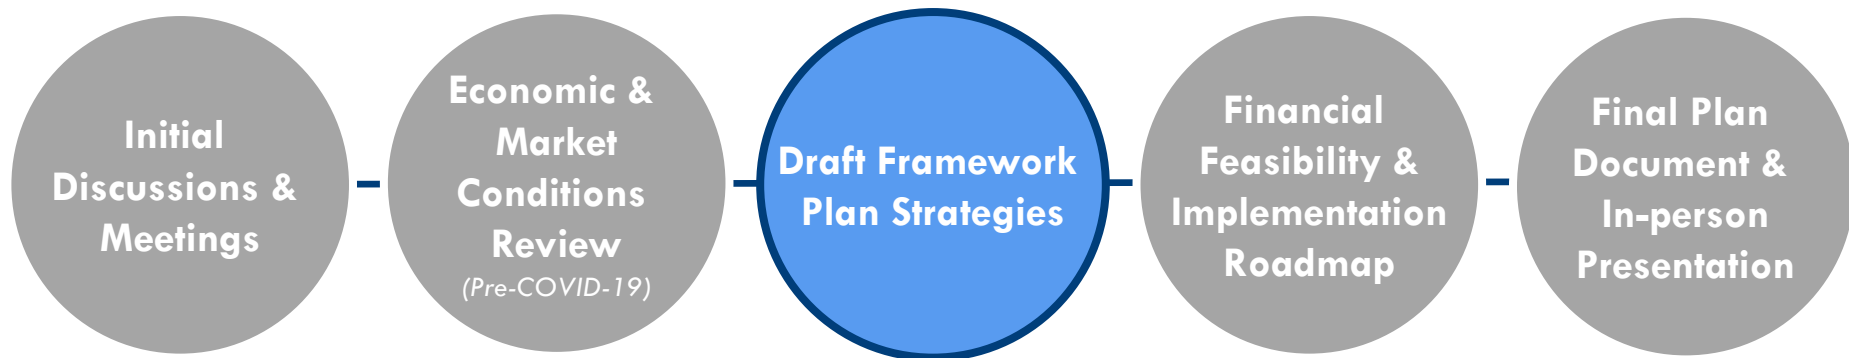 Initial
Discussions &
Meetings
Economic &
Market
Conditions
Review
(Pre-COVID-19)
Draft Framework
Plan Strategies
Financial
Feasibility &
Implementation
Roadmap
Final Plan
Document &
In-person
Presentation